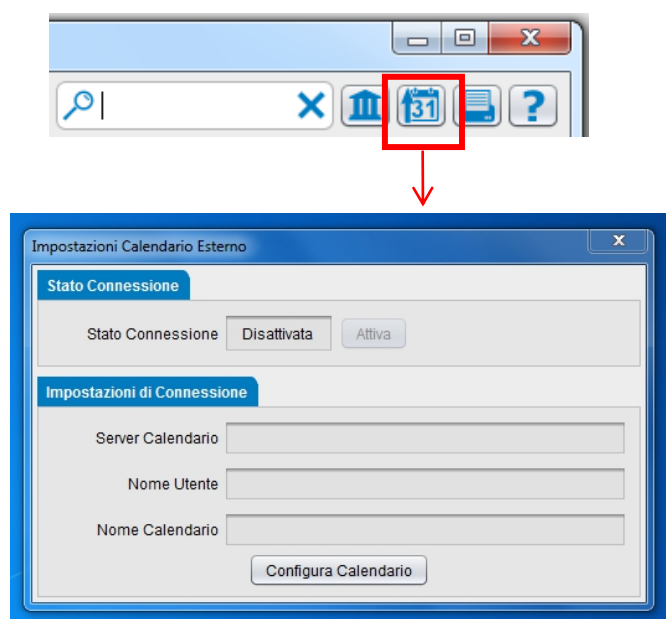 31
?
Impostazioni Calendario Esterno
Stato Connessione
Stato Connessione Disattivata Attiva
Impostazioni di Connessione
Server Calendario
Nome Utente
Nome Calendario
Configura Calendario